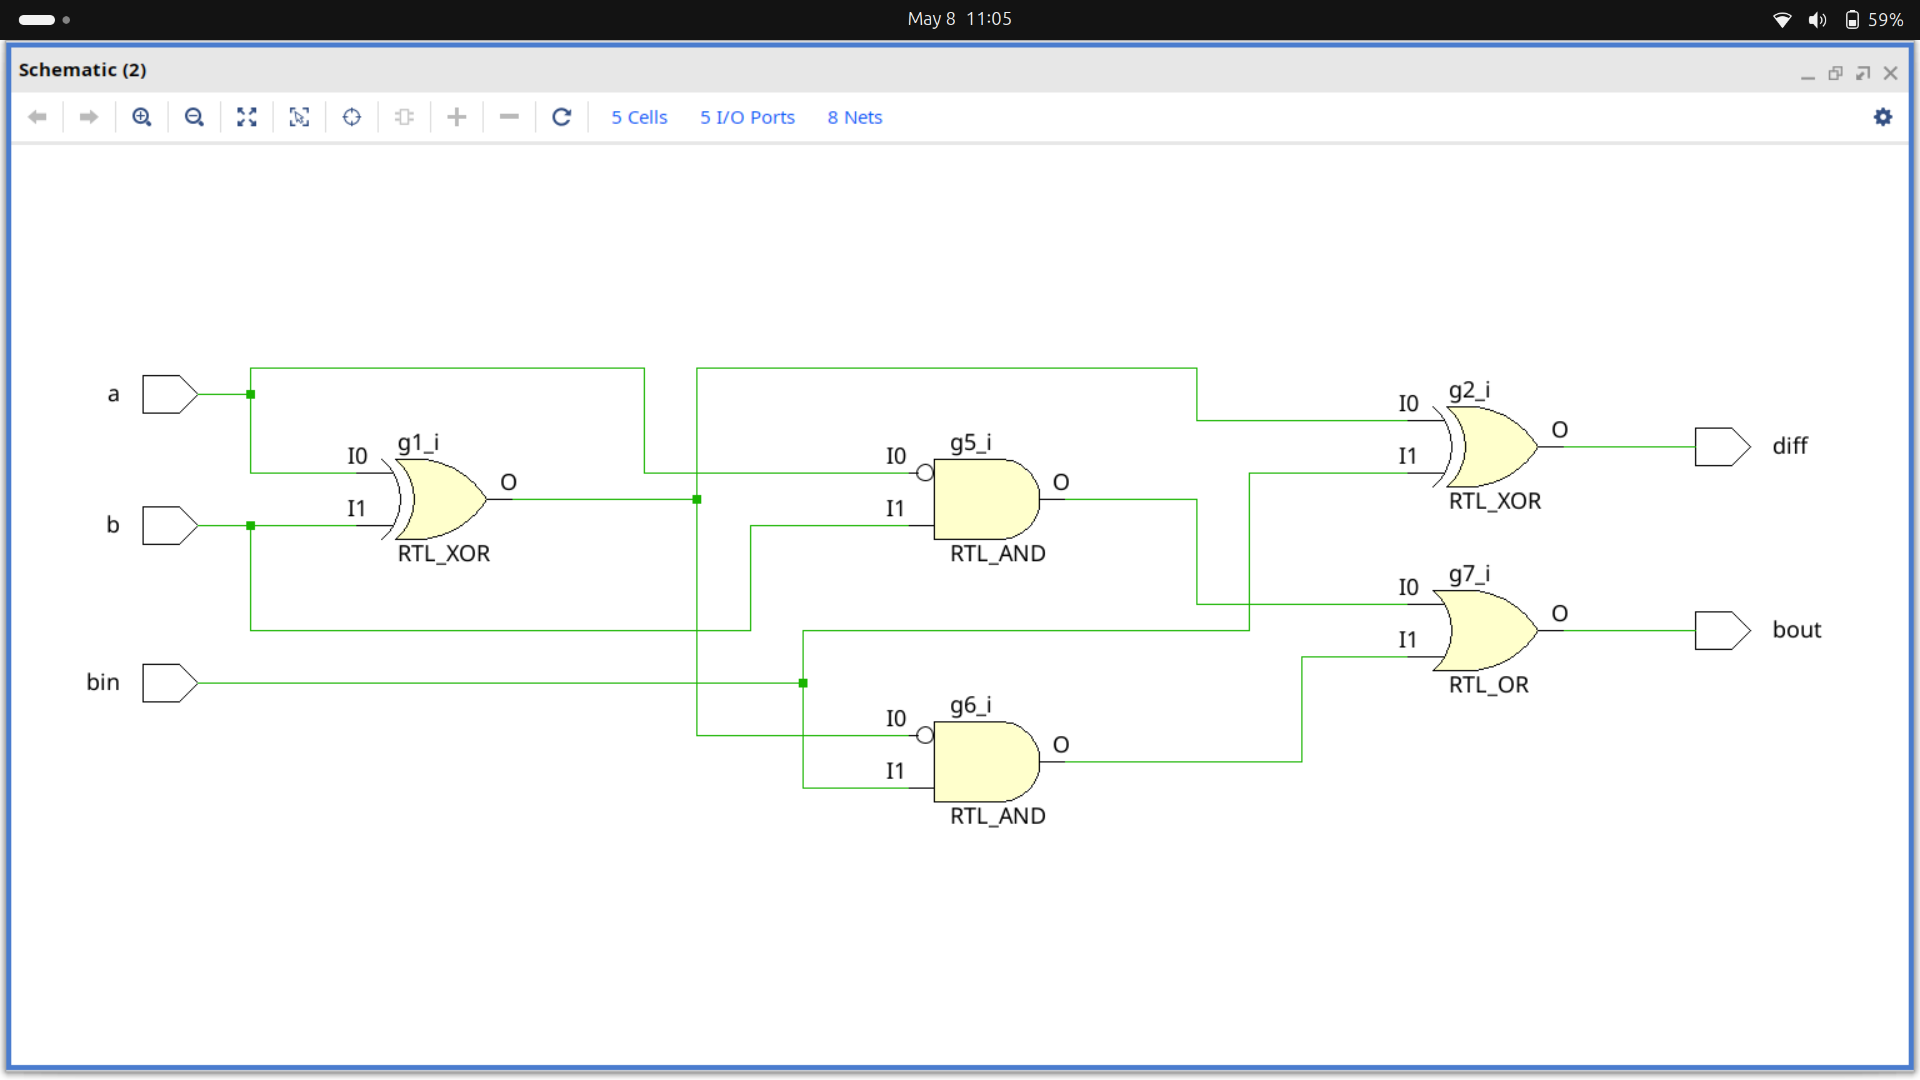 May 8 11:05
59%
Schematic (2)
5 Cells 5 I/O Ports 8 Nets
a
b
bin
I0 g1_i
I1 O
RTL_XOR
I0 g5_i
I1 O
RTL_AND
I0 g6_i
I1 O
RTL_AND
I0 g2_i
I1 O
RTL_XOR
diff
I0 g7_i
I1 O
RTL_OR
bout